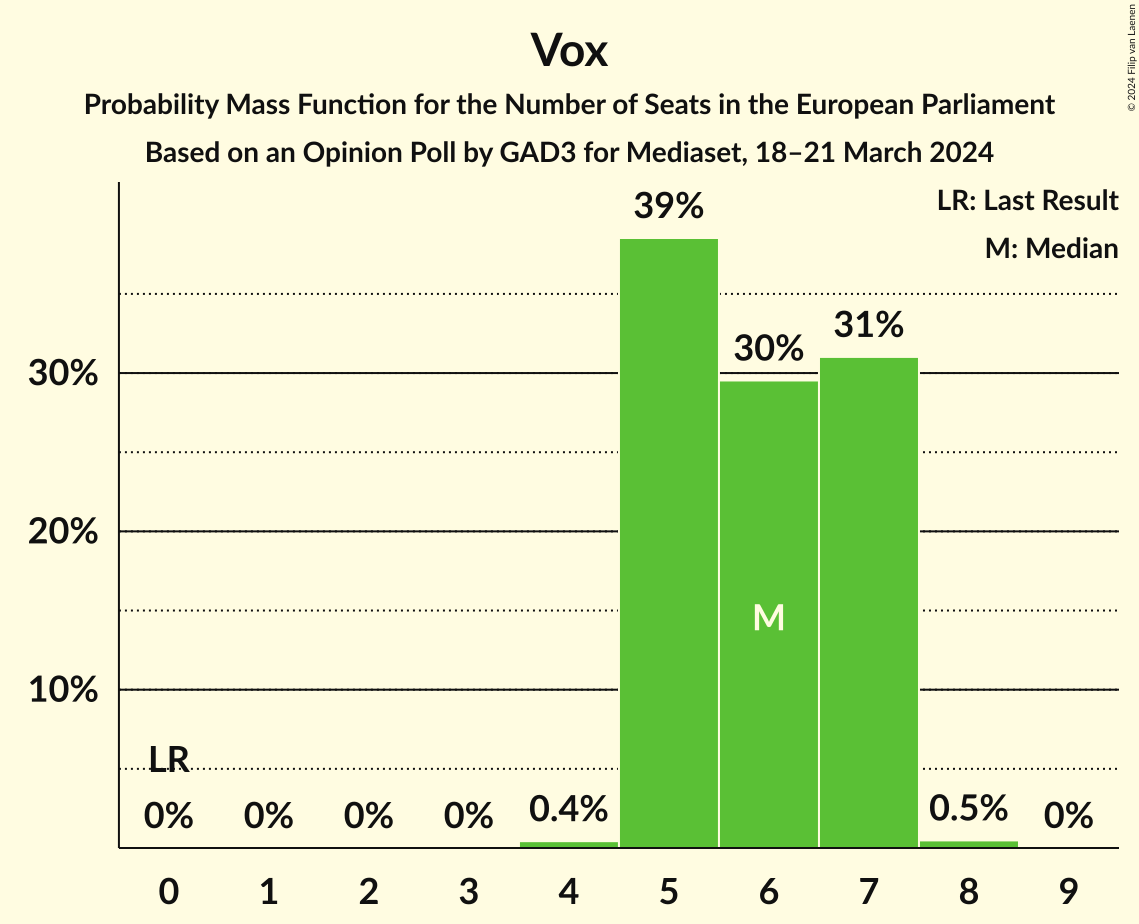 Vox
Probability Mass Function for the Number of Seats in the European Parliament
Based on an Opinion Poll by GAD3 for Mediaset, 18–21 March 2024
© 2024 Filip van Laenen
LR: Last Result
M: Median
39%
31%
30%
30%
20%
M
10%
LR
0% 0% 0% 0% 0.4% 0.5% 0%
0 1 2 3 4 5 6 7 8 9